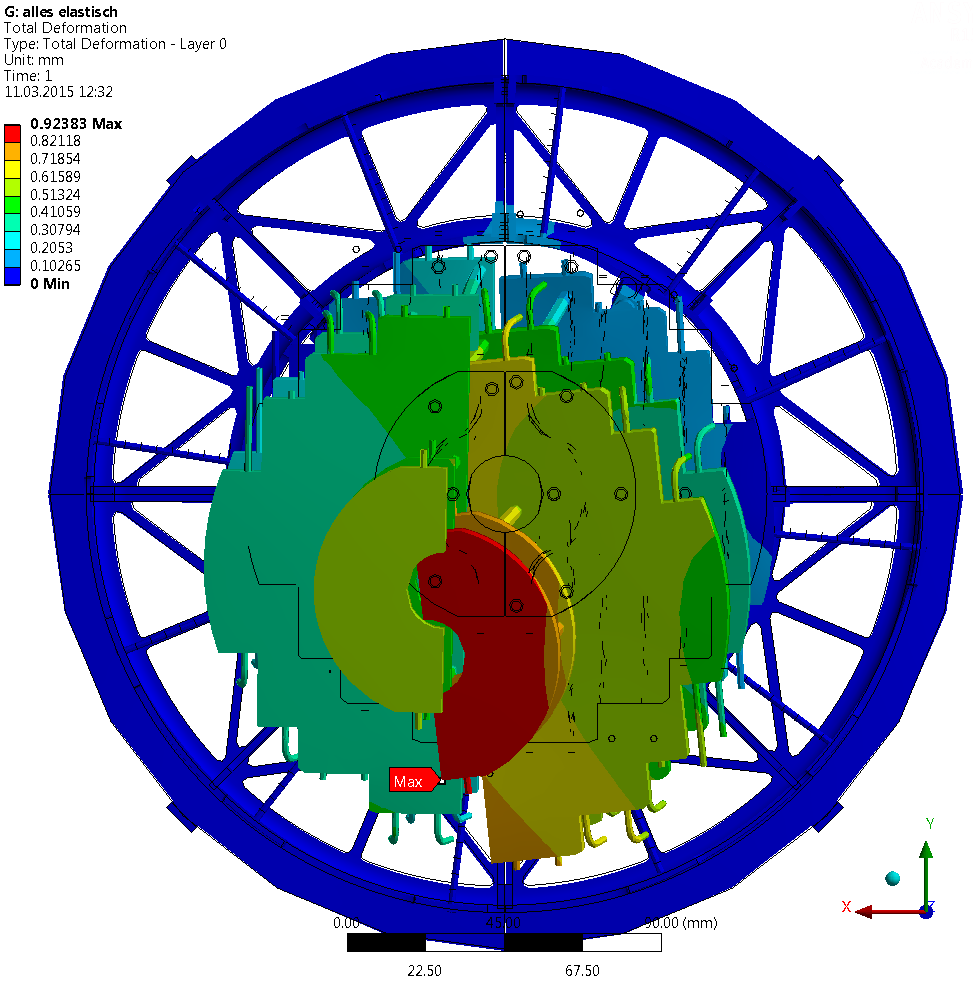 G: alles elastisch
Total Deformation
Type: Total Deformation - Layer 0
Unit: mm
Time: 1
11.03.2015 12:32
0.92383 Max
0.82118
0.71854
0.61589
0.51324
0.41059
0.30794
0.2053
0.10265
0 Min
Max
Y
X
Z
0.00 45.00 90.00 (mm)
22.50 67.50